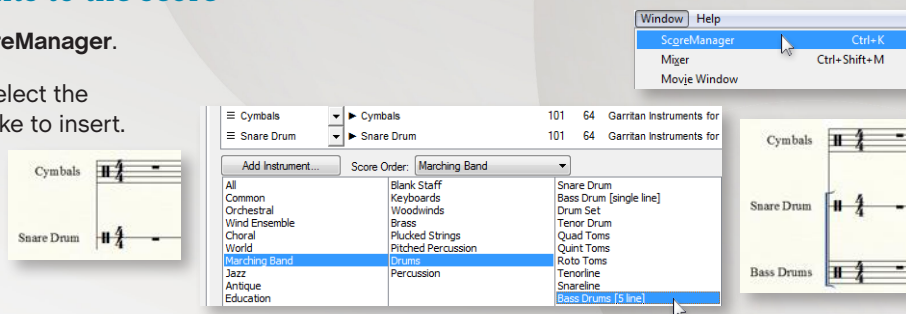 to the score
reManager.
elect the
ke to insert.
Window Help
ScoreManager Ctrl+K
Mixer Ctrl+Shift+M
Movie Window
Cymbals
Snare Drum
Cymbals Cymbals 101 64 Garritan Instruments for
Snare Drum Snare Drum 101 64 Garritan Instruments for
Add Instrument... Score Order: Marching Band
All
Common
Orchestral
Wind Ensemble
Choral
World
Marching Band
Jazz
Antique
Education
Blank Staff
Keyboards
Woodwinds
Brass
Plucked Strings
Pitched Percussion
Drums
Percussion
Snare Drum
Bass Drum [single line]
Drum Set
Tenor Drum
Quad Toms
Quint Toms
Roto Toms
Tenorline
Snareline
Bass Drums [5 line]
Cymbals
Snare Drum
Bass Drums